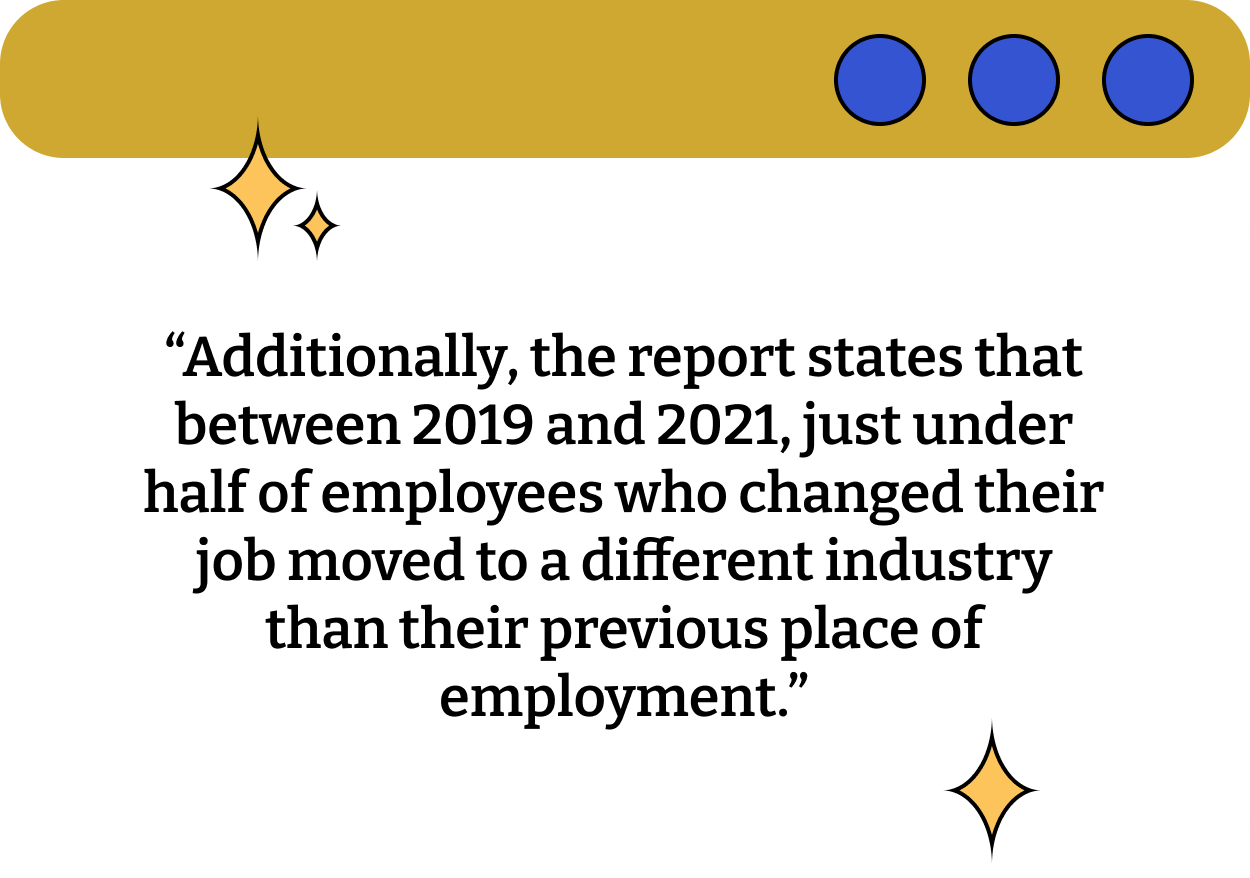 “Additionally, the report states that
between 2019 and 2021, just under
half of employees who changed their
job moved to a different industry
than their previous place of
employment.”